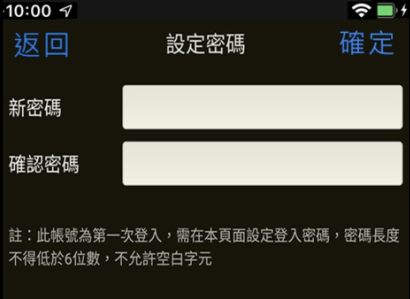 10:00
返回 設定密碼 確定
新密碼
確認密碼
註：此帳號為第一次登入，需在本頁面設定登入密碼，密碼長度
不得低於6位數，不允許空白字元